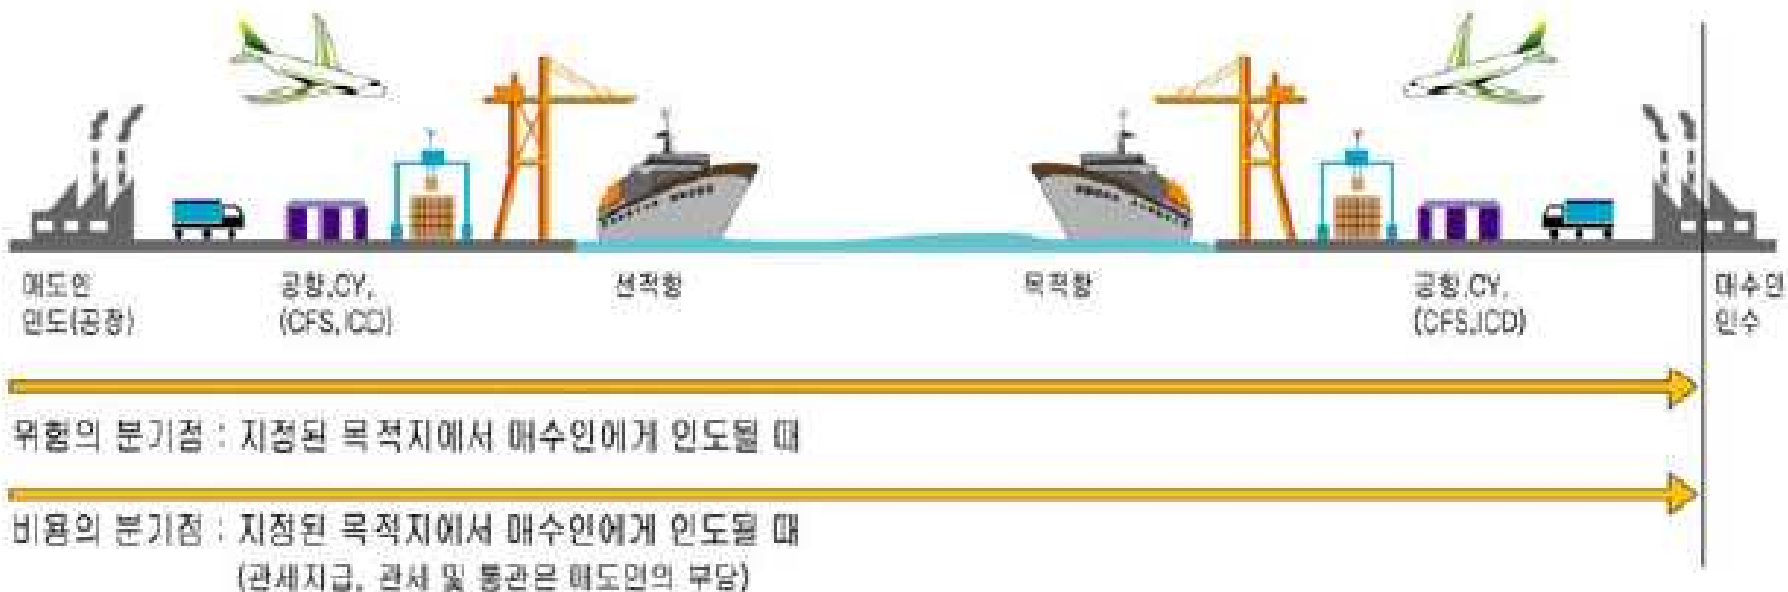 매도인
인도(공장)
공항,CY,
(CFS,ICD)
선적항
목적항
공항,CY,
(CFS,ICD)
매수인
인수
위험의 분기점 : 지정된 목적지에서 매수인에게 인도될 때
비용의 분기점 : 지정된 목적지에서 매수인에게 인도될 때
(관세지급, 관세 및 통관은 매도인의 부담)